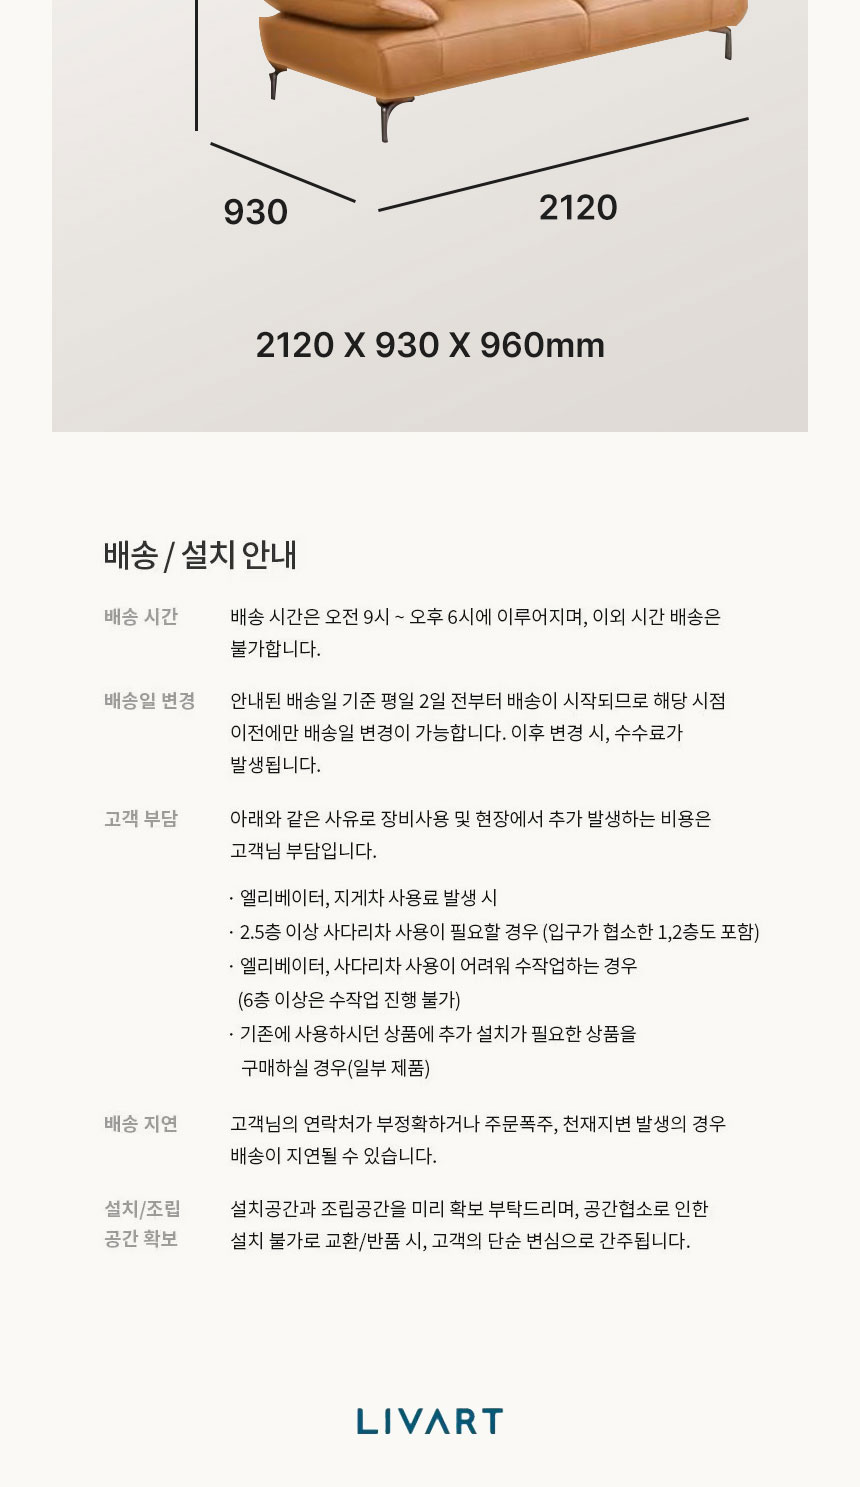 930
2120
2120 X 930 X 960mm
배송 / 설치 안내
배송 시간
배송 시간은 오전 9시 ~ 오후 6시에 이루어지며, 이외 시간 배송은
불가합니다.
배송일 변경
안내된 배송일 기준 평일 2일 전부터 배송이 시작되므로 해당 시점
이전에만 배송일 변경이 가능합니다. 이후 변경 시, 수수료가
발생됩니다.
고객 부담
아래와 같은 사유로 장비사용 및 현장에서 추가 발생하는 비용은
고객님 부담입니다.
· 엘리베이터, 지게차 사용료 발생 시
· 2.5층 이상 사다리차 사용이 필요할 경우 (입구가 협소한 1,2층도 포함)
· 엘리베이터, 사다리차 사용이 어려워 수작업하는 경우
(6층 이상은 수작업 진행 불가)
· 기존에 사용하시던 상품에 추가 설치가 필요한 상품을
구매하실 경우(일부 제품)
배송 지연
고객님의 연락처가 부정확하거나 주문폭주, 천재지변 발생의 경우
배송이 지연될 수 있습니다.
설치/조립
공간 확보
설치공간과 조립공간을 미리 확보 부탁드리며, 공간협소로 인한
설치 불가로 교환/반품 시, 고객의 단순 변심으로 간주됩니다.
LIVART